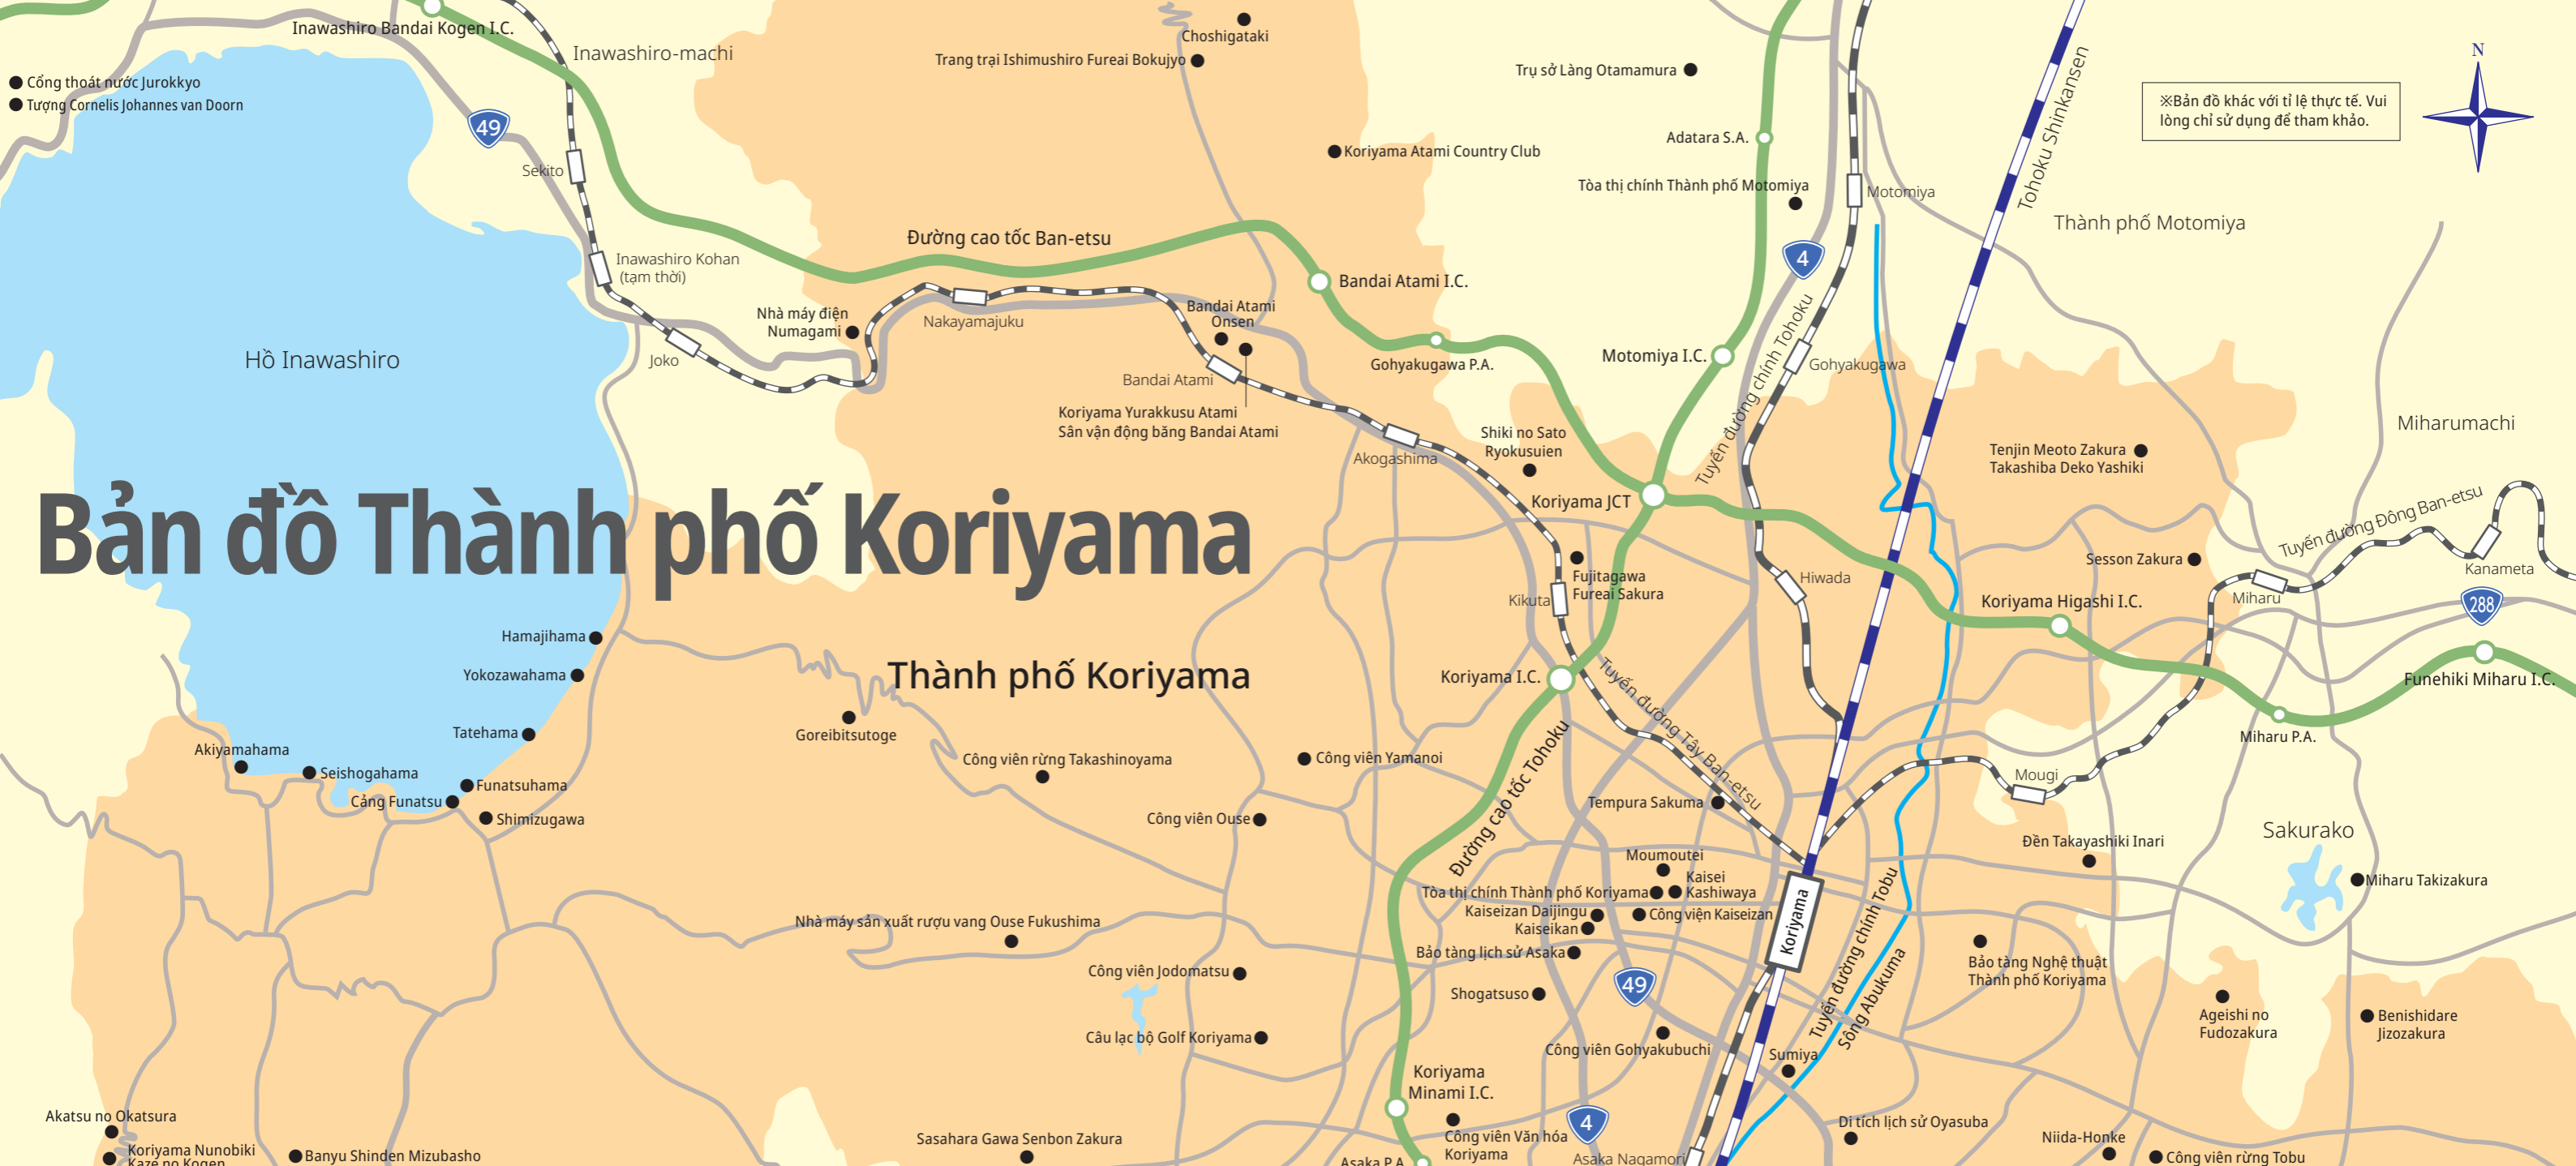 Inawashiro Bandai Kogen I.C.
Inawashiro-machi
Choshigataki
Trang trại Ishimushiro Fureai Bokujyo
Trụ sở Làng Otamamura
Tohoku Shinkansen
N
※Bản đồ khác với tỉ lệ thực tế. Vui
lòng chỉ sử dụng để tham khảo.
Cổng thoát nước Jurokkyo
Tượng Cornelis Johannes van Doorn
49
Sekito
Koriyama Atami Country Club
Adatara S.A.
Tòa thị chính Thành phố Motomiya
Motomiya
Thành phố Motomiya
Đường cao tốc Ban-etsu
Inawashiro Kohan
(tạm thời)
4
Bandai Atami I.C.
Nhà máy điện
Numagami
Nakayamajuku
Bandai Atami
Onsen
Hồ Inawashiro
Joko
Gohyakugawa P.A.
Motomiya I.C.
Gohyakugawa
Tuyến đường chính Tohoku
Bandai Atami
Koriyama Yurakkusu Atami
Sân vận động băng Bandai Atami
Akogashima
Shiki no Sato
Ryokusuien
Miharumachi
Tenjin Meoto Zakura
Takashiba Deko Yashiki
Koriyama JCT
Bản đồ Thành phố Koriyama
Tuyến đường Đông Ban-etsu
Sesson Zakura
Kanameta
Fujitagawa
Fureai Sakura
Kikuta
Hiwada
Miharu
288
Koriyama Higashi I.C.
Hamajihama
Yokozawahama
Thành phố Koriyama
Koriyama I.C.
Tuyến đường Tây Ban-etsu
Funehiki Miharu I.C.
Tatehama
Goreibitsutoge
Miharu P.A.
Akiyamahama
Seishogahama
Funatsuhama
Cảng Funatsu
Shimizugawa
Công viên rừng Takashinoyama
Công viên Yamanoi
Đường cao tốc Tohoku
Mougi
Công viên Ouse
Tempura Sakuma
Sakurako
Đền Takayashiki Inari
Moumoutei
Kaisei
Kashiwaya
Tòa thị chính Thành phố Koriyama
Miharu Takizakura
Kaiseizan Daijingu
Kaiseikan
Công viện Kaiseizan
Koriyama
Tuyến đường chính Tobu
Nhà máy sản xuất rượu vang Ouse Fukushima
Bảo tàng lịch sử Asaka
Sông Abukuma
Bảo tàng Nghệ thuật
Thành phố Koriyama
Công viên Jodomatsu
49
Shogatsuso
Ageishi no
Fudozakura
Benishidare
Jizozakura
Câu lạc bộ Golf Koriyama
Công viên Gohyakubuchi
Sumiya
Koriyama
Minami I.C.
Akatsu no Okatsura
4
Di tích lịch sử Oyasuba
Sasahara Gawa Senbon Zakura
Công viên Văn hóa
Koriyama
Niida-Honke
Koriyama Nunobiki
Kaze no Kogen
Banyu Shinden Mizubasho
Asaka P.A.
Asaka Nagamori
Công viên rừng Tobu